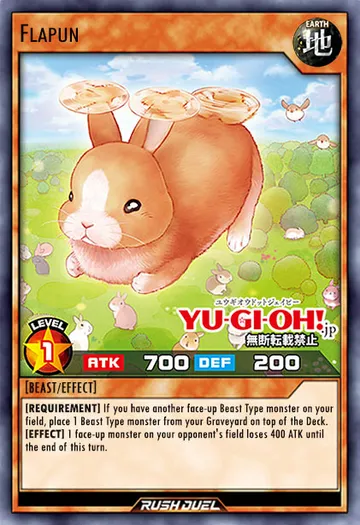 FLAPUN
EARTH
地
ユウギオウドットジェイピー
YU-GI-OH!.jp
無断転載禁止
LEVEL
1
ATK 700 DEF 200
[BEAST/EFFECT]
[REQUIREMENT] If you have another face-up Beast Type monster on your
field, place 1 Beast Type monster from your Graveyard on top of the Deck.
[EFFECT] 1 face-up monster on your opponent's field loses 400 ATK until
the end of this turn.
RUSH DUEL